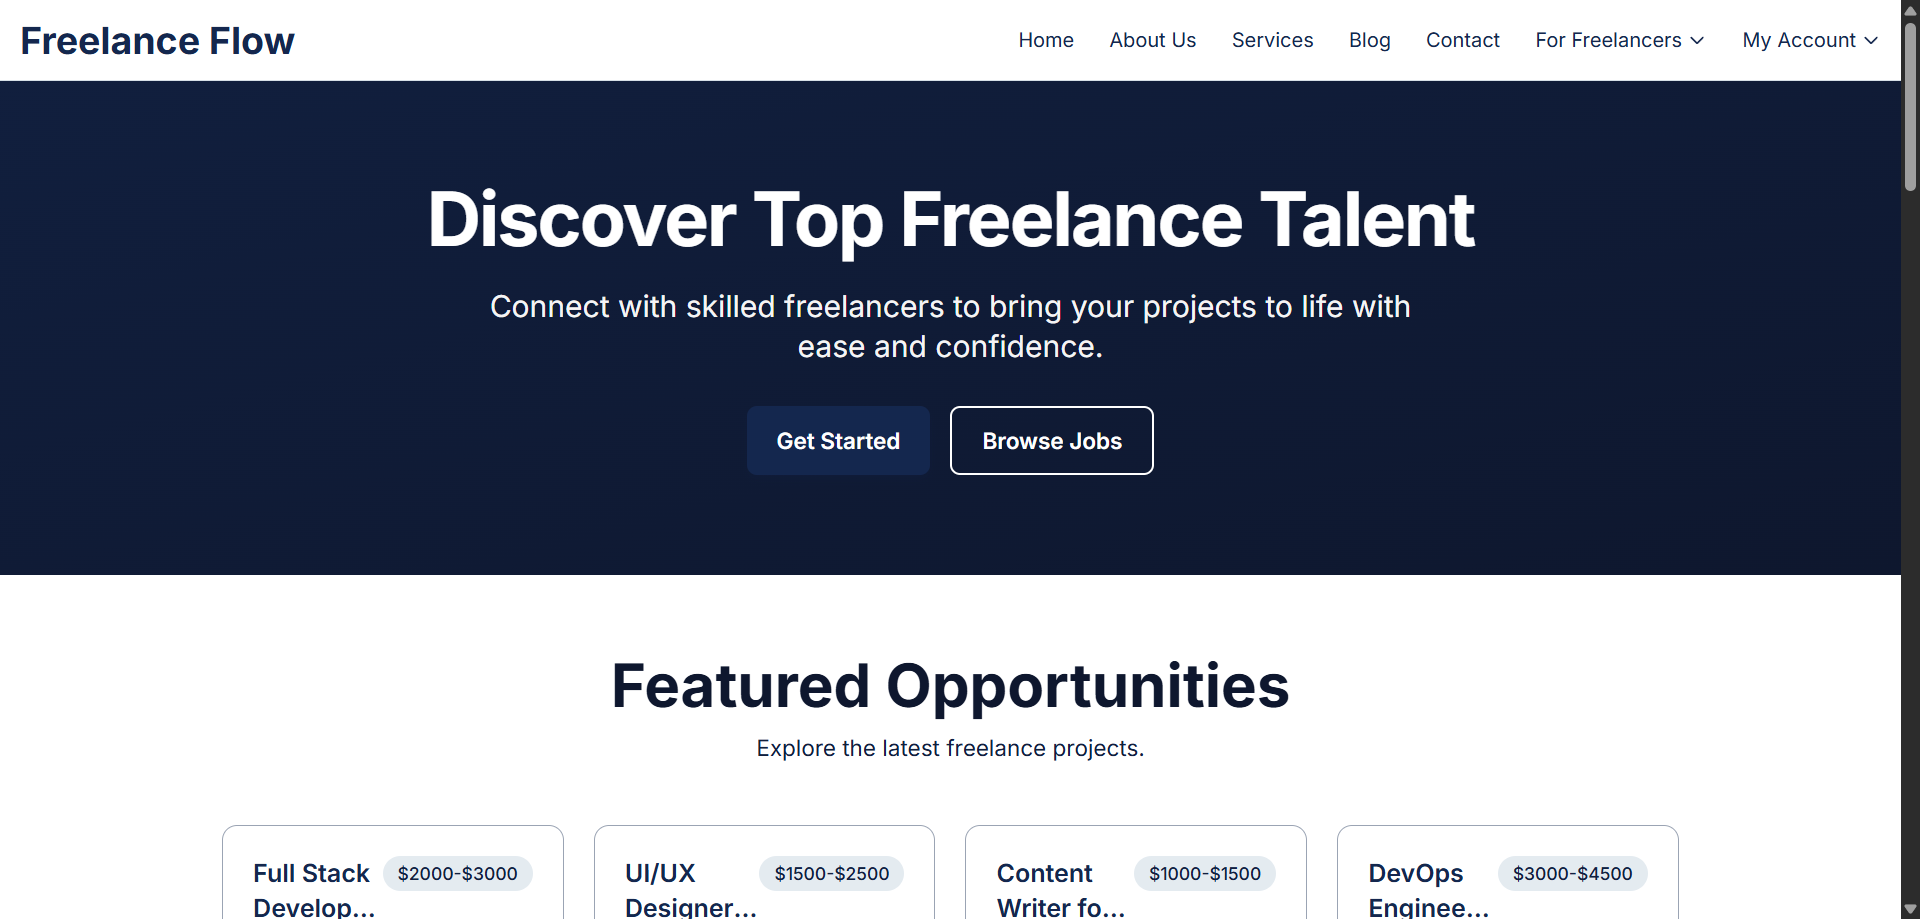 Freelance Flow
Home
About Us
Services
Blog
Contact
For Freelancers
My Account
Discover Top Freelance Talent
Connect with skilled freelancers to bring your projects to life with
ease and confidence.
Get Started
Browse Jobs
Featured Opportunities
Explore the latest freelance projects.
Full Stack
Develop...
$2000-$3000
UI/UX
Designer...
$1500-$2500
Content
Writer fo...
$1000-$1500
DevOps
Enginee...
$3000-$4500